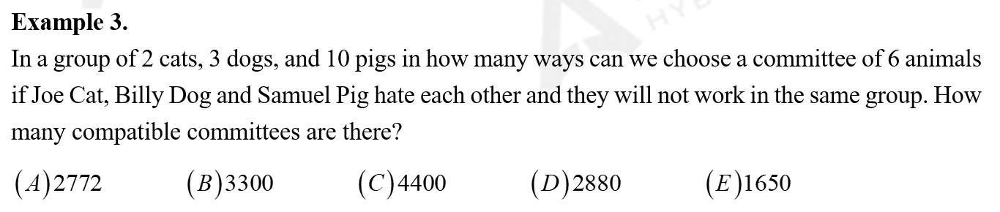 HYB
Example 3.
In a group of 2 cats, 3 dogs, and 10 pigs in how many ways can we choose a committee of 6 animals
if Joe Cat, Billy Dog and Samuel Pig hate each other and they will not work in the same group. How
many compatible committees are there?
(A)2772 (B)3300 (C)4400 (D)2880 (E)1650